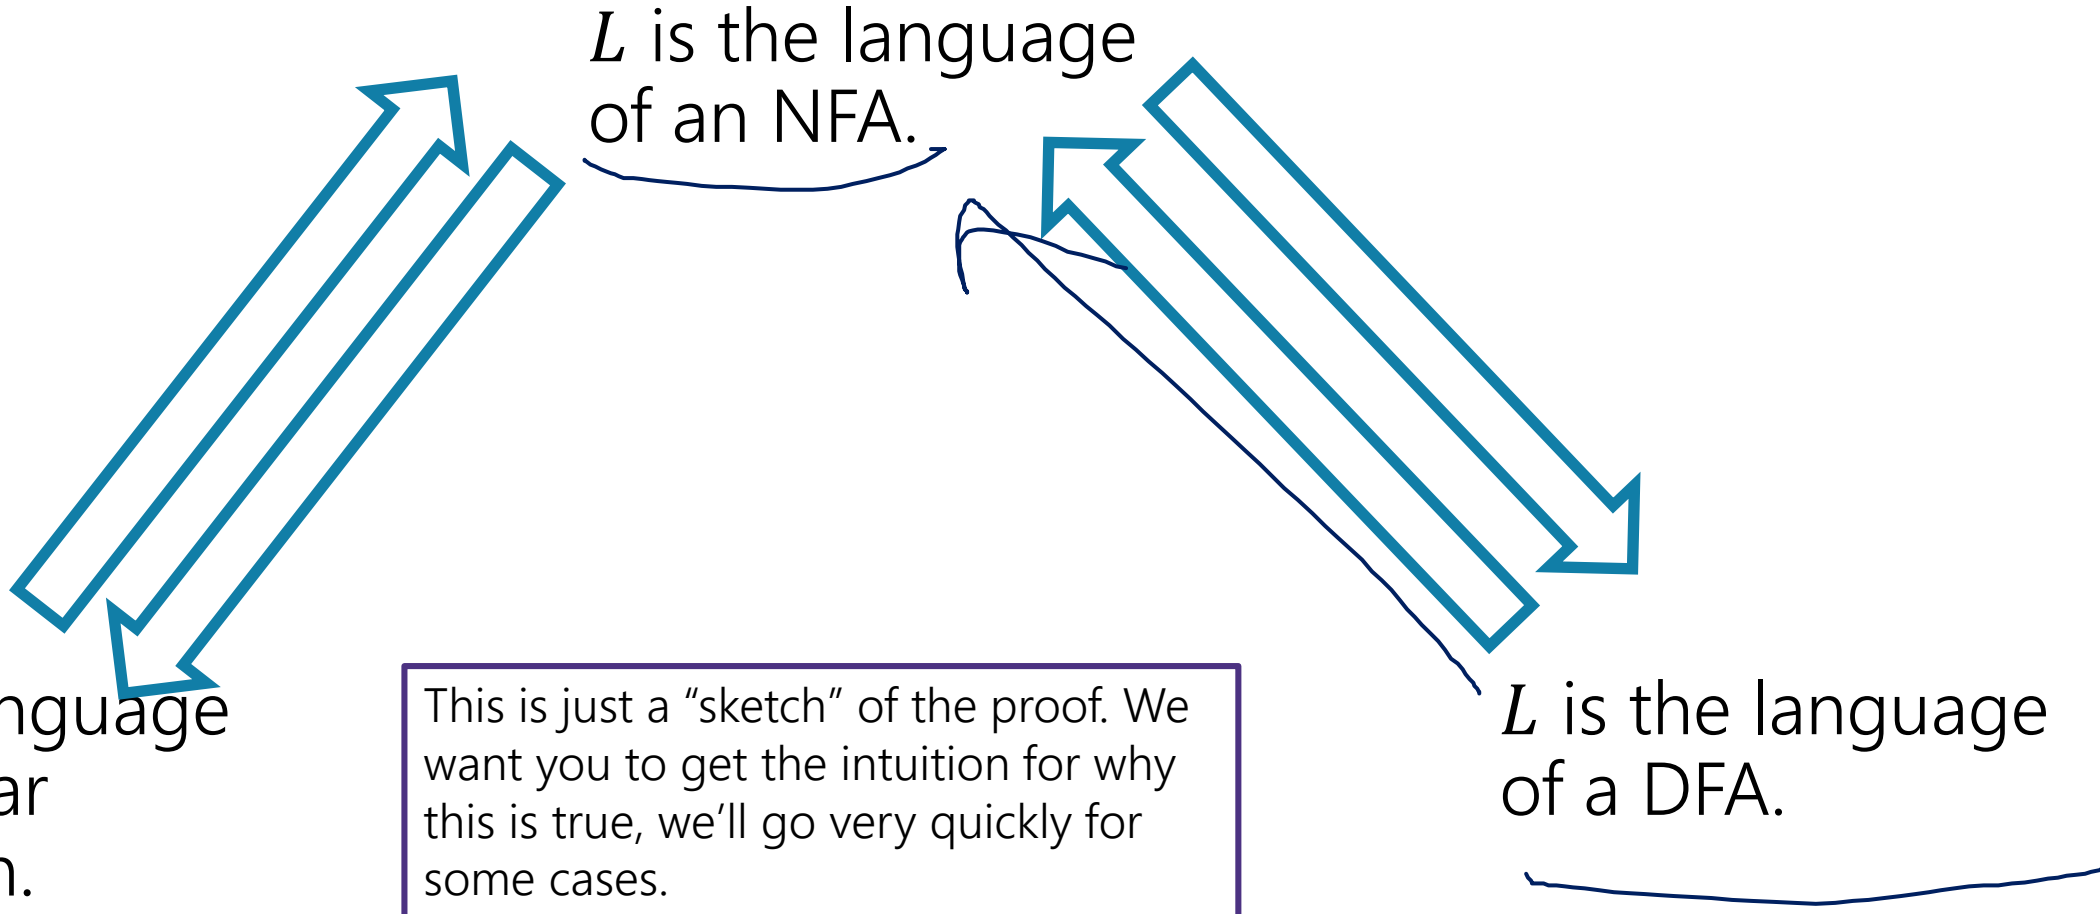 L is the language
of an NFA.
nguage
ar
n.
This is just a “sketch” of the proof. We
want you to get the intuition for why
this is true, we’ll go very quickly for
some cases.
L is the language
of a DFA.